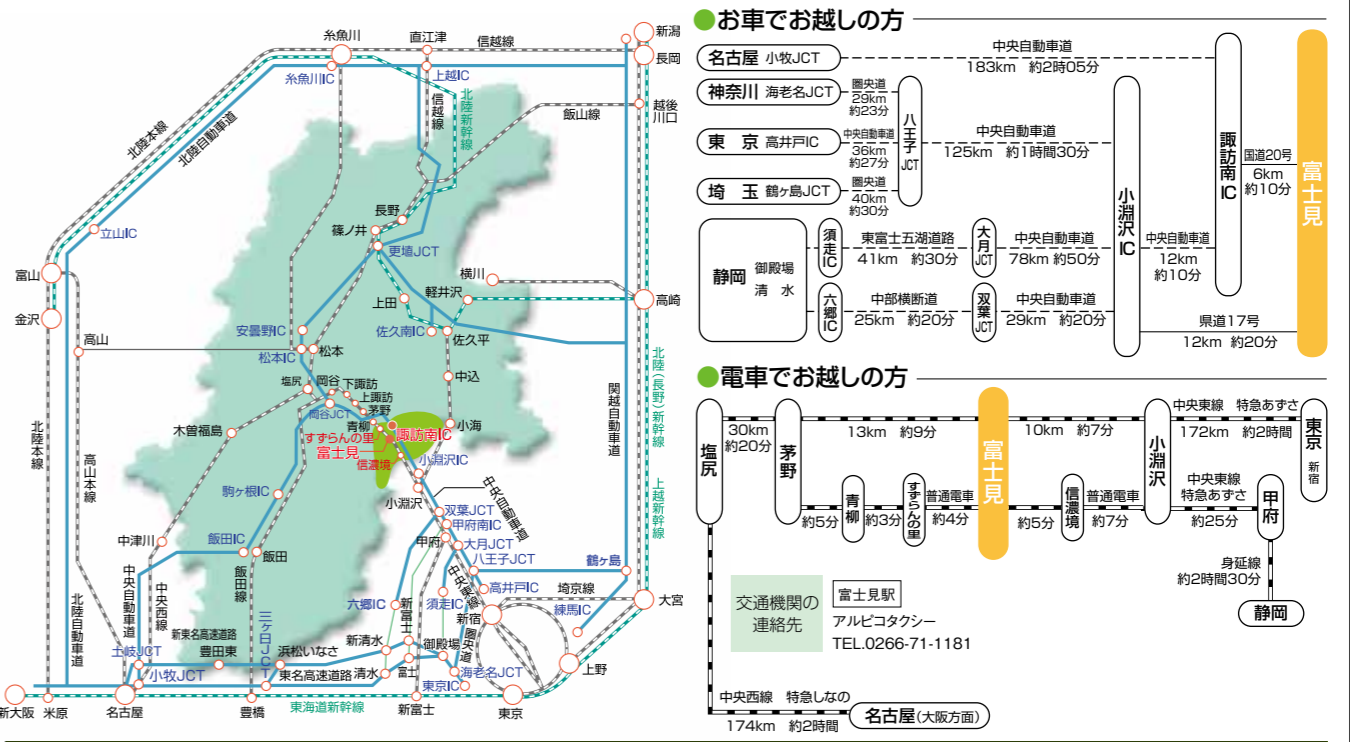 糸魚川
直江津
信越線
新潟
長岡
糸魚川IC
上越IC
北陸本線
北陸自動車道
信越線
北陸新幹線
飯山線
越後
川口
立山IC
長野
篠ノ井
更埴JCT
富山
金沢
横川
上田
軽井沢
高崎
高山
安曇野IC
松本IC
松本
佐久南IC
佐久平
中込
塩尻
岡谷
下諏訪
上諏訪
茅野
岡谷JCT
青柳
すずらんの里
富士見
信濃境
諏訪南IC
小海
木曽福島
小淵沢IC
小淵沢
中央自動車道
北陸(長野)新幹線
関越自動車道
上越新幹線
北陸本線
高山本線
駒ヶ根IC
双葉JCT
甲府南IC
甲府
大月JCT
八王子JCT
鶴ヶ島
中津川
飯田IC
飯田
飯田線
中央自動車道
中央西線
北陸自動車道
中央東線
高井戸IC
埼京線
六郷IC
新富士
須走IC
新宿
練馬IC
大宮
三ヶ日JCT
新東名高速道路
豊田東
土岐JCT
浜松いなさ
新清水
御殿場
圏央道
小牧JCT
東名高速道路
清水
富士
海老名JCT
東京IC
上野
新大阪
米原
名古屋
豊橋
東海道新幹線
新富士
東京
●お車でお越しの方
名古屋 小牧JCT
中央自動車道
183km 約2時05分
神奈川 海老名JCT
圏央道
29km
約23分
東 京 高井戸IC
中央自動車道
36km
約27分
埼 玉 鶴ヶ島JCT
圏央道
40km
約30分
八王子JCT
中央自動車道
125km 約1時間30分
静岡
御殿場
清 水
須走IC
東富士五湖道路
41km 約30分
大月JCT
中央自動車道
78km 約50分
六郷IC
中部横断道
25km 約20分
双葉JCT
中央自動車道
29km 約20分
小淵沢IC
中央自動車道
12km
約10分
諏訪南IC
国道20号
6km
約10分
県道17号
12km 約20分
富士見
●電車でお越しの方
塩尻
30km
約20分
茅野
13km 約9分
富士見
10km 約7分
小淵沢
中央東線 特急あずさ
172km 約2時間
東京
新宿
約5分
青柳
約3分
すずらんの里
普通電車
約4分
約5分
信濃境
普通電車
約7分
中央東線
特急あずさ
約25分
甲府
身延線
約2時間30分
静岡
交通機関の
連絡先
富士見駅
アルピコタクシー
TEL.0266-71-1181
中央西線 特急しなの
174km 約2時間
名古屋(大阪方面)